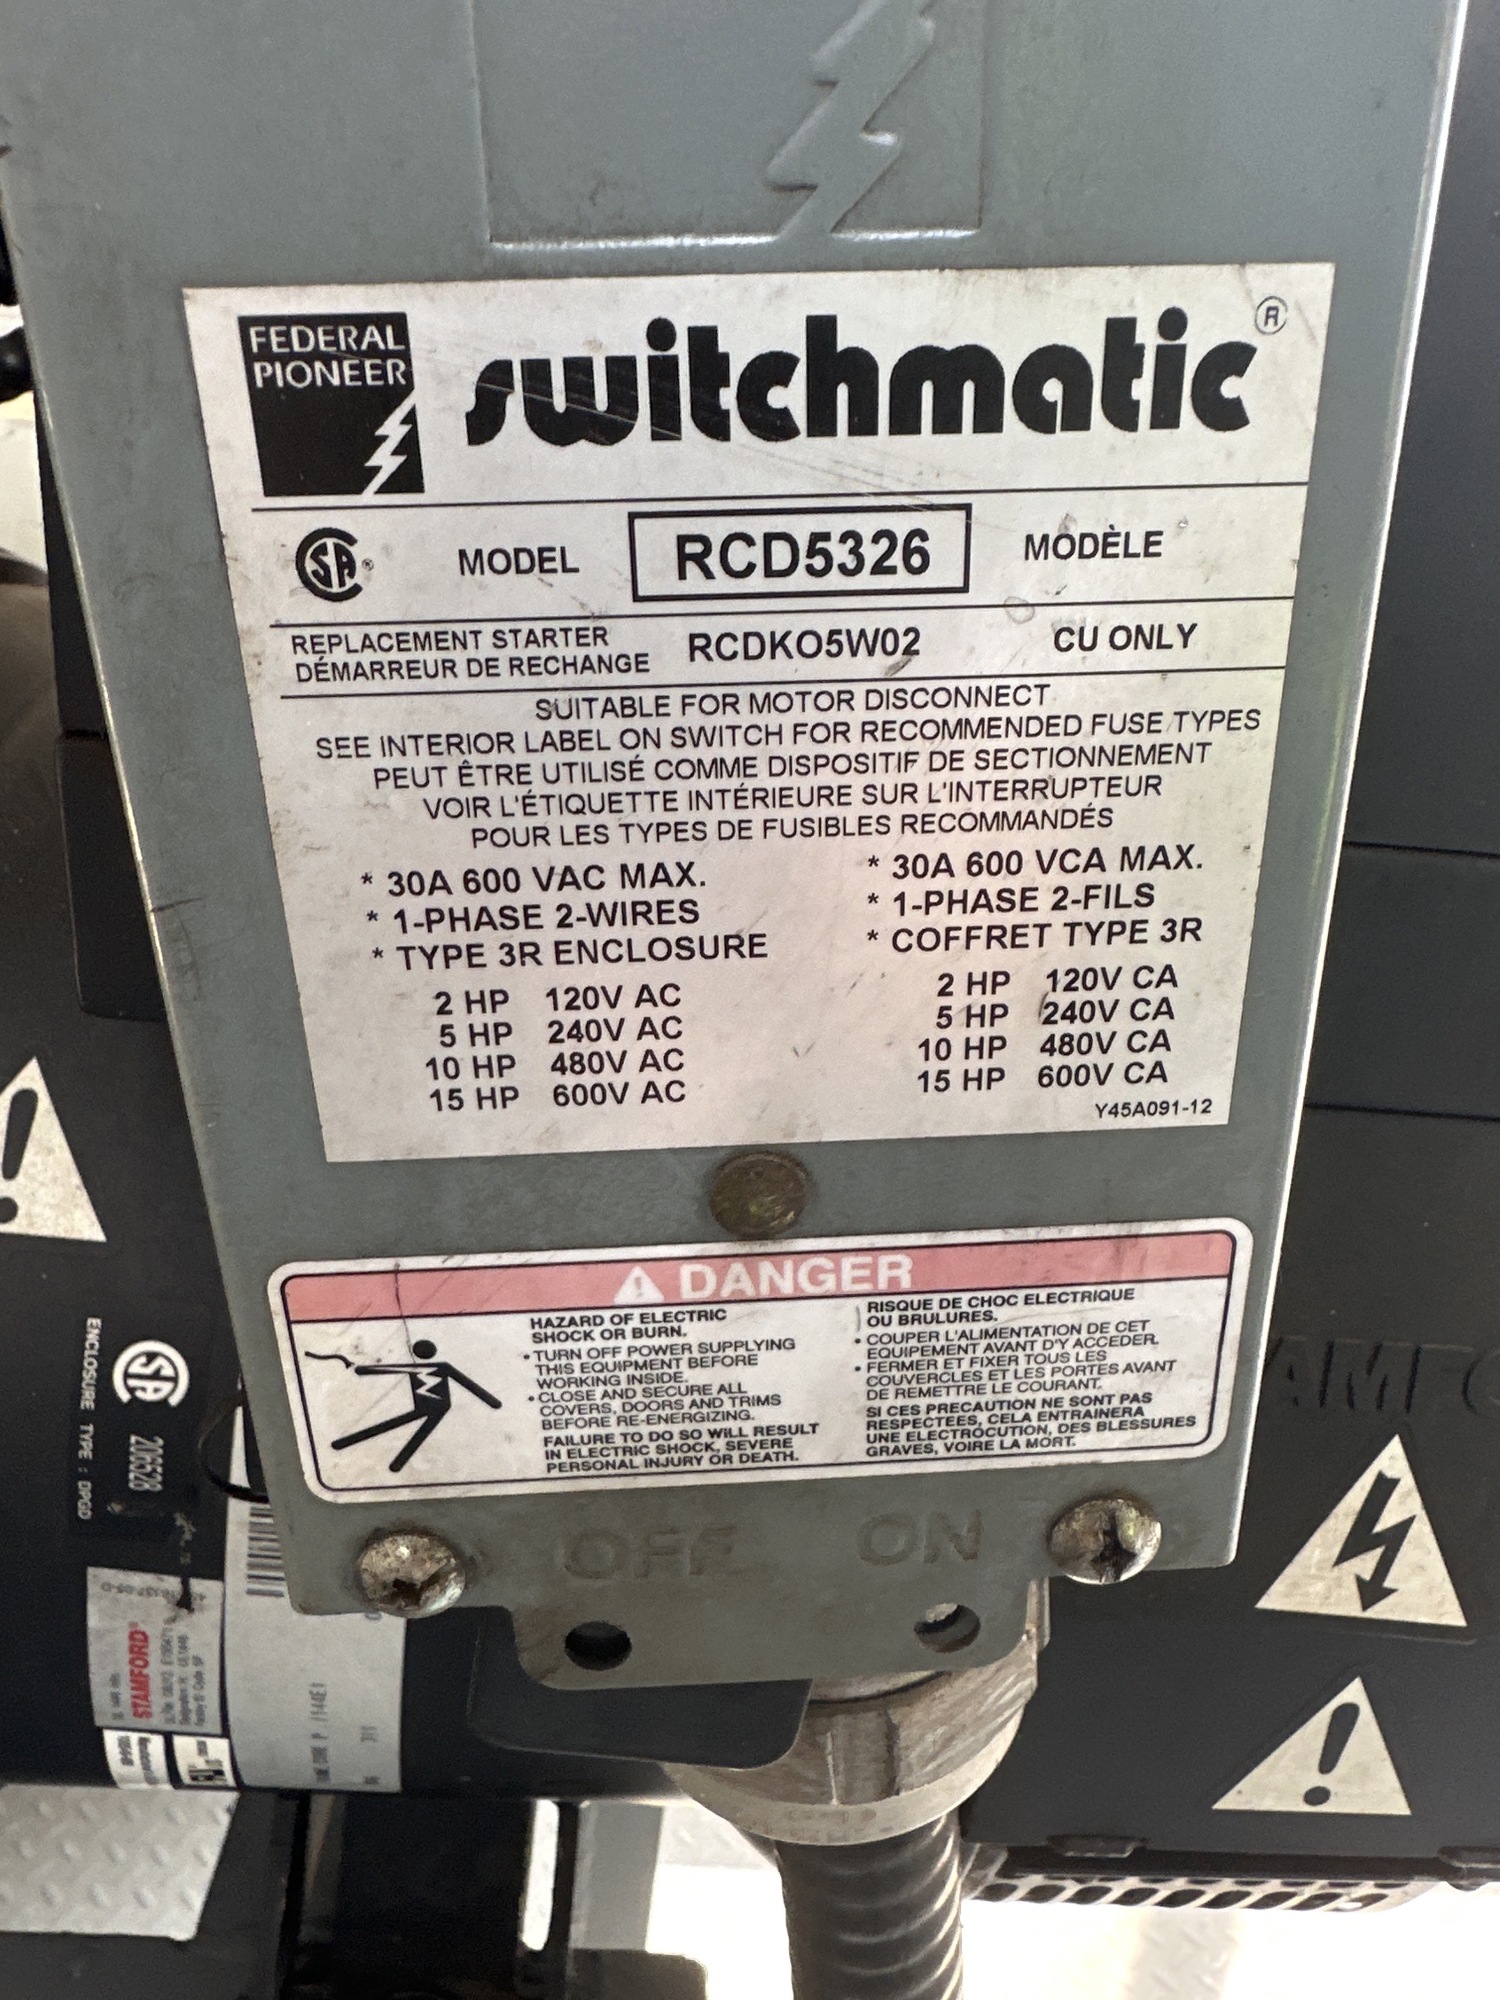 FEDERAL
PIONEER
switchmatic®
CSA® MODEL RCD5326 MODÈLE
REPLACEMENT STARTER
DÉMARREUR DE RECHANGE
RCDKO5W02 CU ONLY
SUITABLE FOR MOTOR DISCONNECT
SEE INTERIOR LABEL ON SWITCH FOR RECOMMENDED FUSE TYPES
PEUT ÊTRE UTILISÉ COMME DISPOSITIF DE SECTIONNEMENT
VOIR L'ÉTIQUETTE INTÉRIEURE SUR L'INTERRUPTEUR
POUR LES TYPES DE FUSIBLES RECOMMANDÉS
* 30A 600 VAC MAX.
* 1-PHASE 2-WIRES
* TYPE 3R ENCLOSURE
2 HP 120V AC
5 HP 240V AC
10 HP 480V AC
15 HP 600V AC
* 30A 600 VCA MAX.
* 1-PHASE 2-FILS
* COFFRET TYPE 3R
2 HP 120V CA
5 HP 240V CA
10 HP 480V CA
15 HP 600V CA
Y45A091-12
DANGER
HAZARD OF ELECTRIC
SHOCK OR BURN.
• TURN OFF POWER SUPPLYING
THIS EQUIPMENT BEFORE
WORKING INSIDE.
• CLOSE AND SECURE ALL
COVERS, DOORS AND TRIMS
BEFORE RE-ENERGIZING.
FAILURE TO DO SO WILL RESULT
IN ELECTRIC SHOCK, SEVERE
PERSONAL INJURY OR DEATH.
RISQUE DE CHOC ELECTRIQUE
OU BRULURES.
• COUPER L'ALIMENTATION DE CET
EQUIPEMENT AVANT D'Y ACCEDER.
• FERMER ET FIXER TOUS LES
COUVERCLES ET LES PORTES AVANT
DE REMETTRE LE COURANT.
SI CES PRECAUTION NE SONT PAS
RESPECTEES, CELA ENTRAINERA
UNE ELECTROCUTION, DES BLESSURES
GRAVES, VOIRE LA MORT.
OFF ON
CSA
205528
ENCLOSURE TYPE : DPGD
STAMFORD